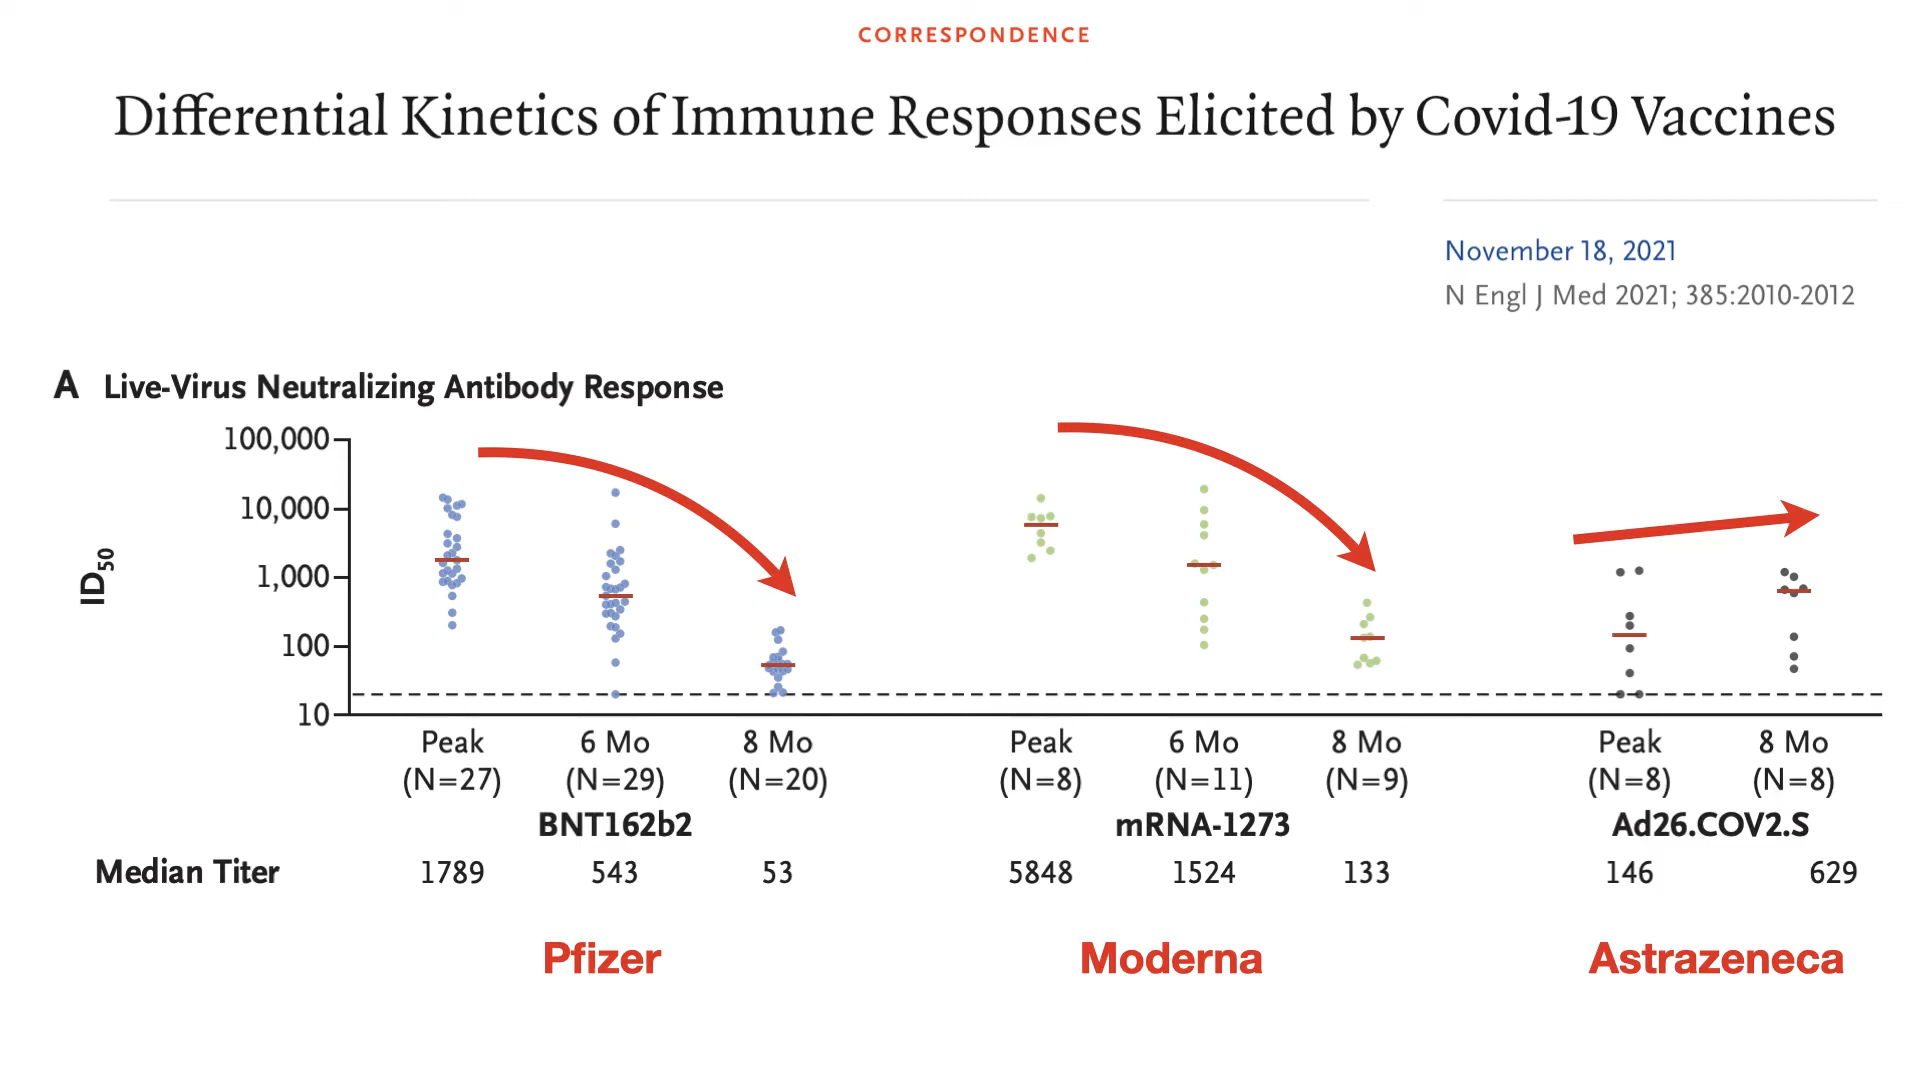 CORRESPONDENCE
Differential Kinetics of Immune Responses Elicited by Covid-19 Vaccines
November 18, 2021
N Engl J Med 2021; 385:2010-2012
A Live-Virus Neutralizing Antibody Response
ID50
100,000
10,000
1,000
100
10
Peak 6 Mo 8 Mo Peak 6 Mo 8 Mo Peak 8 Mo
(N=27) (N=29) (N=20) (N=8) (N=11) (N=9) (N=8) (N=8)
BNT162b2 mRNA-1273 Ad26.COV2.S
Median Titer 1789 543 53 5848 1524 133 146 629
Pfizer Moderna Astrazeneca